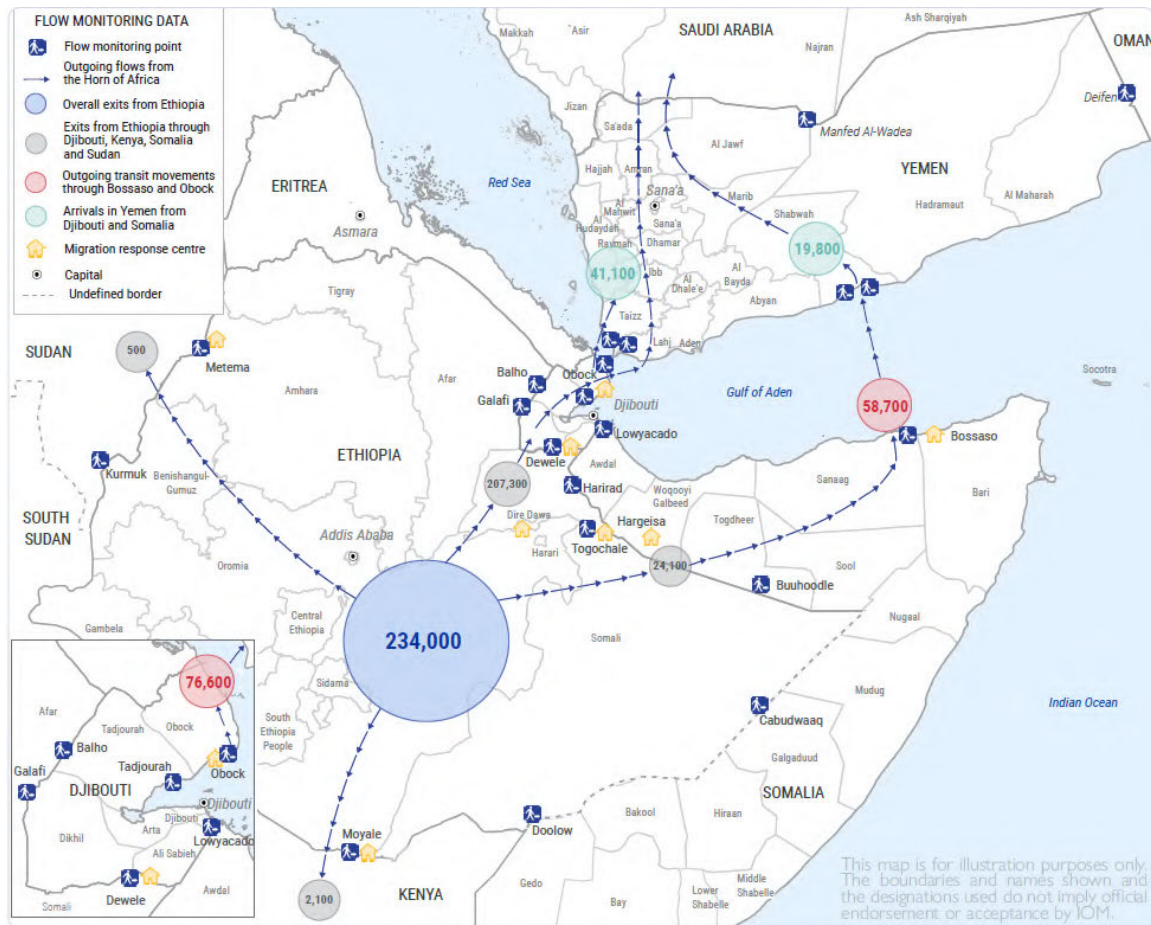 FLOW MONITORING DATA
Flow monitoring point
Outgoing flows from
the Horn of Africa
Overall exits from Ethiopia
Exits from Ethiopia through
Djibouti, Kenya, Somalia
and Sudan
Outgoing transit movements
through Bossaso and Obock
Arrivals in Yemen from
Djibouti and Somalia
Migration response centre
Capital
Undefined border
Makkah
'Asir
SAUDI ARABIA
Ash Sharqiyah
Najran
OMAN
Jizan
Deifen
Manfed Al-Wadea
Sa'ada
Al Jawf
YEMEN
Hajjah
Amran
Red Sea
ERITREA
Asmara
Sana'a
Marib
Al Maharah
Hadramaut
Al
Mahwit
Al
Hudaydah
Sana'a
Raymah
Dhamar
Shabwah
19,800
41,100
Ibb
Al
Dhale'e
Al
Bayda
Abyan
Taizz
Lahj
Aden
Tigray
SUDAN
500
Metema
Amhara
Afar
Balho
Obock
Galafi
Djibouti
Gulf of Aden
Socotra
58,700
Lowyacado
Bossaso
Kurmuk
ETHIOPIA
Dewele
Awdal
Benishangul-
Gumuz
207,300
Harirad
Woqooyi
Galbeed
Sanaag
Bari
SOUTH
SUDAN
Dire Dawa
Hargeisa
Togdheer
Addis Ababa
Harari
Togochale
Oromia
24,100
Sool
Buuhoodle
Nugaal
Gambela
Central
Ethiopia
234,000
Somali
Sidama
South
Ethiopia
People
Mudug
Indian Ocean
Cabudwaaq
Galgaduud
SOMALIA
Doolow
Bakool
Hiraan
Moyale
KENYA
2,100
Gedo
Bay
Lower
Shabelle
Middle
Shabelle
76,600
Afar
Tadjourah
Obock
Balho
Galafi
Tadjourah
Obock
DJIBOUTI
Djibouti
Djibouti
Dikhil
Arta
Lowyacado
Ali Sabieh
Dewele
Awdal
Somali
This map is for illustration purposes only.
The boundaries and names shown and
the designations used do not imply official
endorsement or acceptance by IOM.